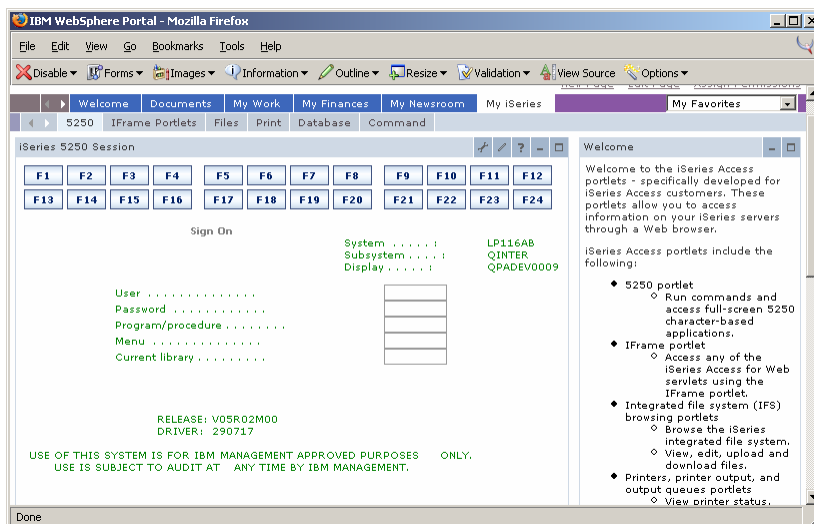 IBM WebSphere Portal - Mozilla Firefox
File Edit View Go Bookmarks Tools Help
Disable Forms Images Information Outline Resize Validation View Source Options
New Page Edit Page Assign Permissions
Welcome Documents My Work My Finances My Newsroom My iSeries My Favorites
5250 IFrame Portlets Files Print Database Command
iSeries 5250 Session
F1 F2 F3 F4 F5 F6 F7 F8 F9 F10 F11 F12
F13 F14 F15 F16 F17 F18 F19 F20 F21 F22 F23 F24
Sign On
System . . . . . : LP116AB
Subsystem . . . . : QINTER
Display . . . . . : QPADEV0009
User . . . . . . . . . . . . . .
Password . . . . . . . . . . . .
Program/procedure . . . . . . . .
Menu . . . . . . . . . . . . . .
Current library . . . . . . . . .
RELEASE: V05R02M00
DRIVER: 290717
USE OF THIS SYSTEM IS FOR IBM MANAGEMENT APPROVED PURPOSES ONLY.
USE IS SUBJECT TO AUDIT AT ANY TIME BY IBM MANAGEMENT.
Welcome
Welcome to the iSeries Access
portlets - specifically developed for
iSeries Access customers. These
portlets allow you to access
information on your iSeries servers
through a Web browser.
iSeries Access portlets include the
following:
5250 portlet
Run commands and
access full-screen 5250
character-based
applications.
IFrame portlet
Access any of the
iSeries Access for Web
servlets using the
IFrame portlet.
Integrated file system (IFS)
browsing portlets
Browse the iSeries
integrated file system.
View, edit, upload and
download files.
Printers, printer output, and
output queues portlets
View printer status.
Done